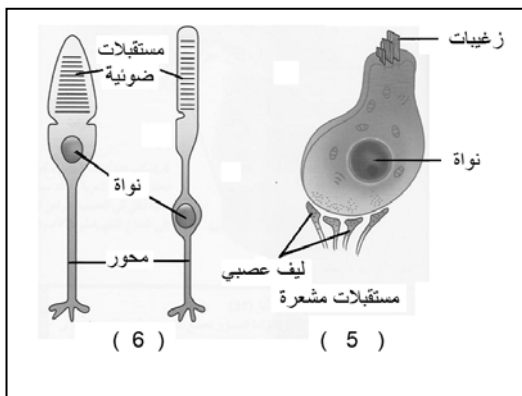 زغيبات
نواة
ليف عصبي
مستقبلات مشعرة
( 5 )
مستقبلات
ضوئية
نواة
محور
( 6 )